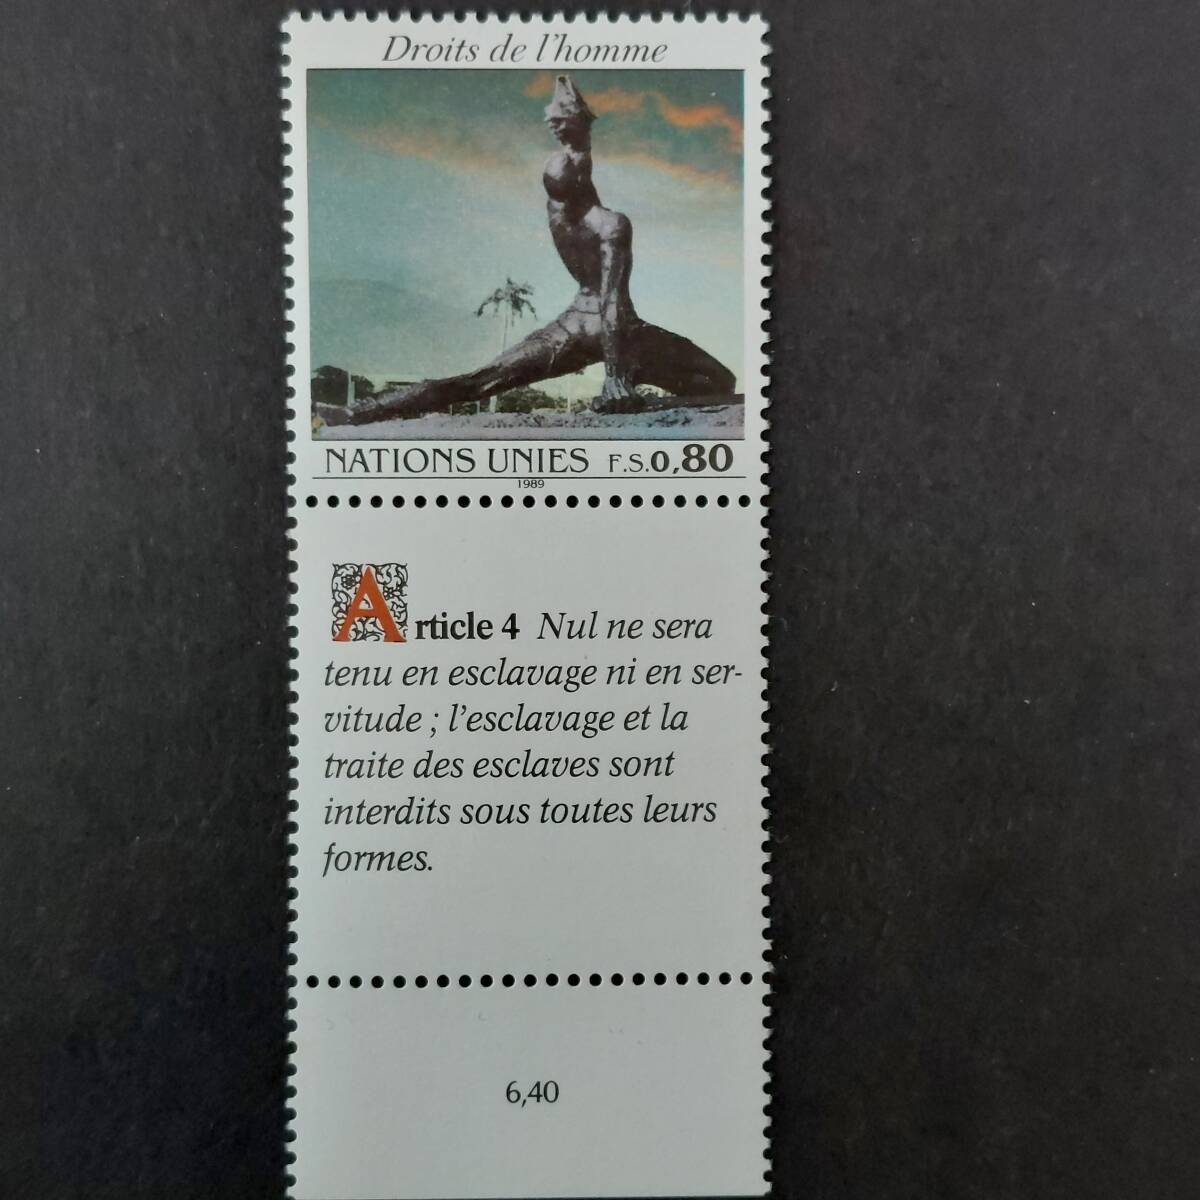 Droits de l'homme
NATIONS UNIES F.S.0,80
1989
Article 4 Nul ne sera
tenu en esclavage ni en ser-
vitude ; l'esclavage et la
traite des esclaves sont
interdits sous toutes leurs
formes.
6,40